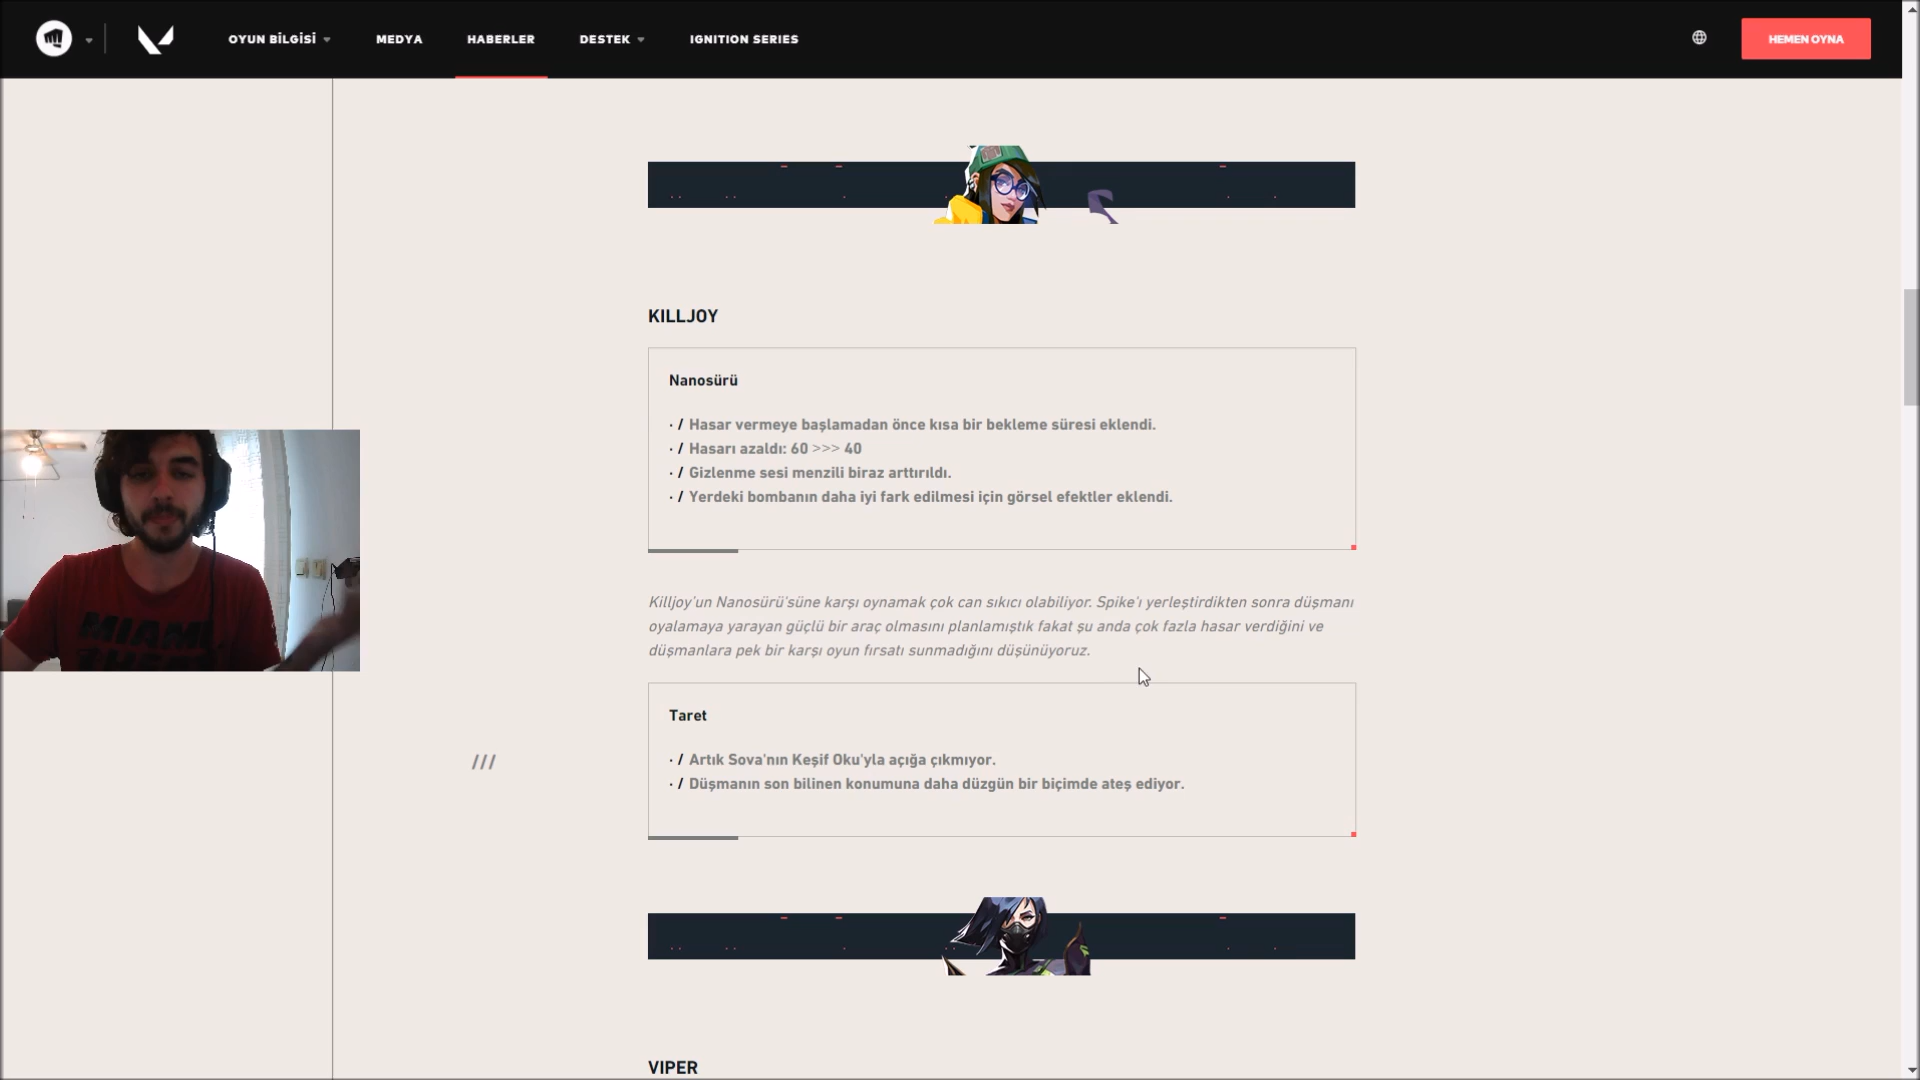 OYUN BİLGİSİ
MEDYA
HABERLER
DESTEK
IGNITION SERIES
HEMEN OYNA
KILLJOY
Nanosürü
· / Hasar vermeye başlamadan önce kısa bir bekleme süresi eklendi.
· / Hasarı azaldı: 60 >>> 40
· / Gizlenme sesi menzili biraz arttırıldı.
· / Yerdeki bombanın daha iyi fark edilmesi için görsel efektler eklendi.
MIAMI
Killjoy'un Nanosürü'süne karşı oynamak çok can sıkıcı olabiliyor. Spike'ı yerleştirdikten sonra düşmanı
oyalamaya yarayan güçlü bir araç olmasını planlamıştık fakat şu anda çok fazla hasar verdiğini ve
düşmanlara pek bir karşı oyun fırsatı sunmadığını düşünüyoruz.
Taret
· / Artık Sova'nın Keşif Oku'yla açığa çıkmıyor.
· / Düşmanın son bilinen konumuna daha düzgün bir biçimde ateş ediyor.
///
VIPER